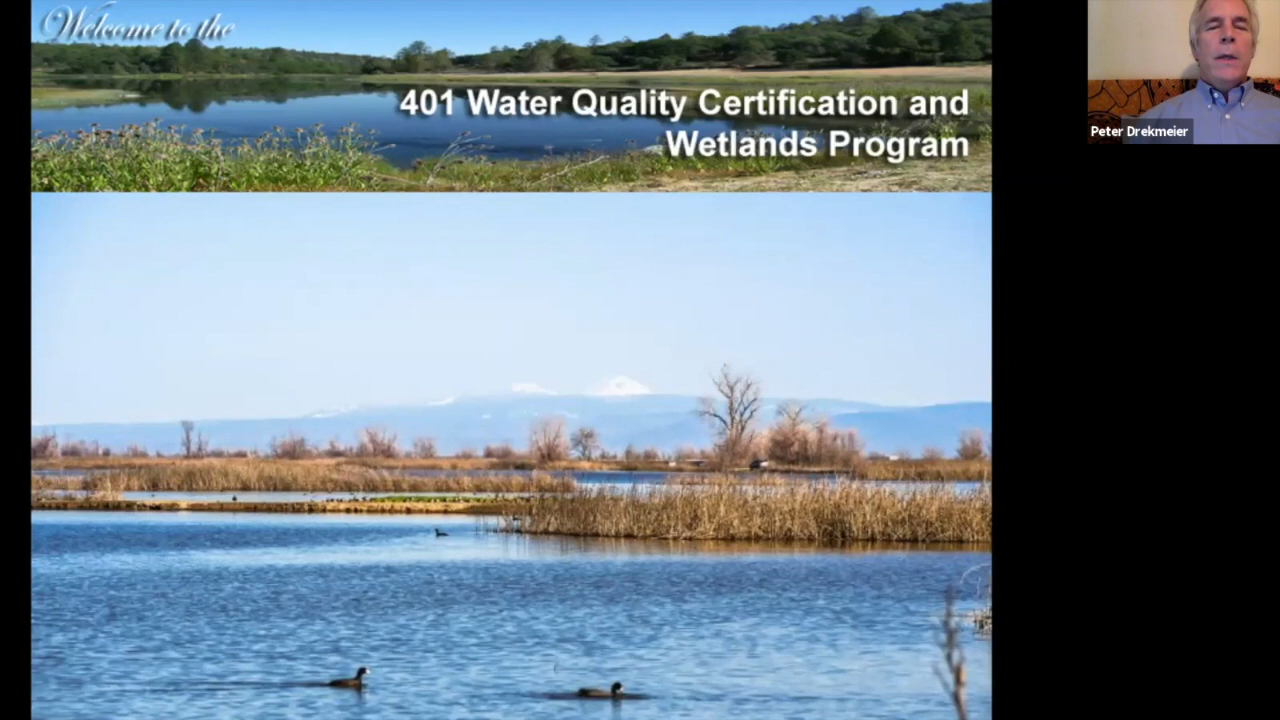 Welcome to the
401 Water Quality Certification and
Wetlands Program
Peter Drekmeier